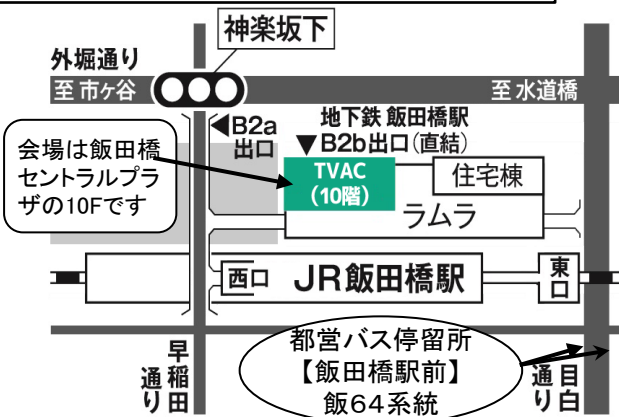 神楽坂下
外堀通り
至 市ヶ谷
至 水道橋
◀B2a
出口
地下鉄 飯田橋駅
▼B2b出口(直結)
会場は飯田橋
セントラルプラ
ザの10Fです
TVAC
(10階)
住宅棟
ラムラ
西口
JR飯田橋駅
東口
早稲田通り
都営バス停留所
【飯田橋駅前】
飯64系統
目白通り